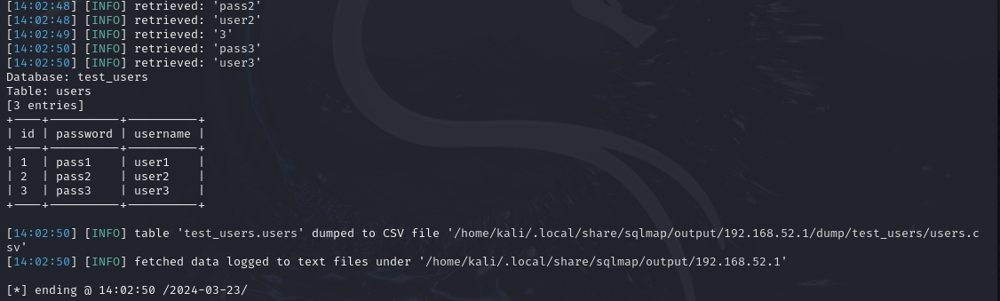 [14:02:48] [INFO] retrieved: 'pass2'
[14:02:48] [INFO] retrieved: 'user2'
[14:02:49] [INFO] retrieved: '3'
[14:02:50] [INFO] retrieved: 'pass3'
[14:02:50] [INFO] retrieved: 'user3'
Database: test_users
Table: users
[3 entries]
+----+----------+----------+
| id | password | username |
+----+----------+----------+
| 1  | pass1    | user1    |
| 2  | pass2    | user2    |
| 3  | pass3    | user3    |
+----+----------+----------+
[14:02:50] [INFO] table 'test_users.users' dumped to CSV file '/home/kali/.local/share/sqlmap/output/192.168.52.1/dump/test_users/users.c
sv'
[14:02:50] [INFO] fetched data logged to text files under '/home/kali/.local/share/sqlmap/output/192.168.52.1'
[*] ending @ 14:02:50 /2024-03-23/